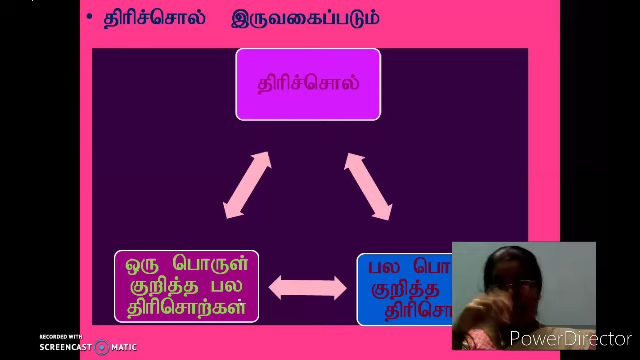 • திரிச்சொல் இருவகைப்படும்
திரிச்சொல்
ஒரு பொருள்
குறித்த பல
திரிசொற்கள்
பல
குறித்த
RECORDED WITH
SCREENCAST MATIC
PowerDirector